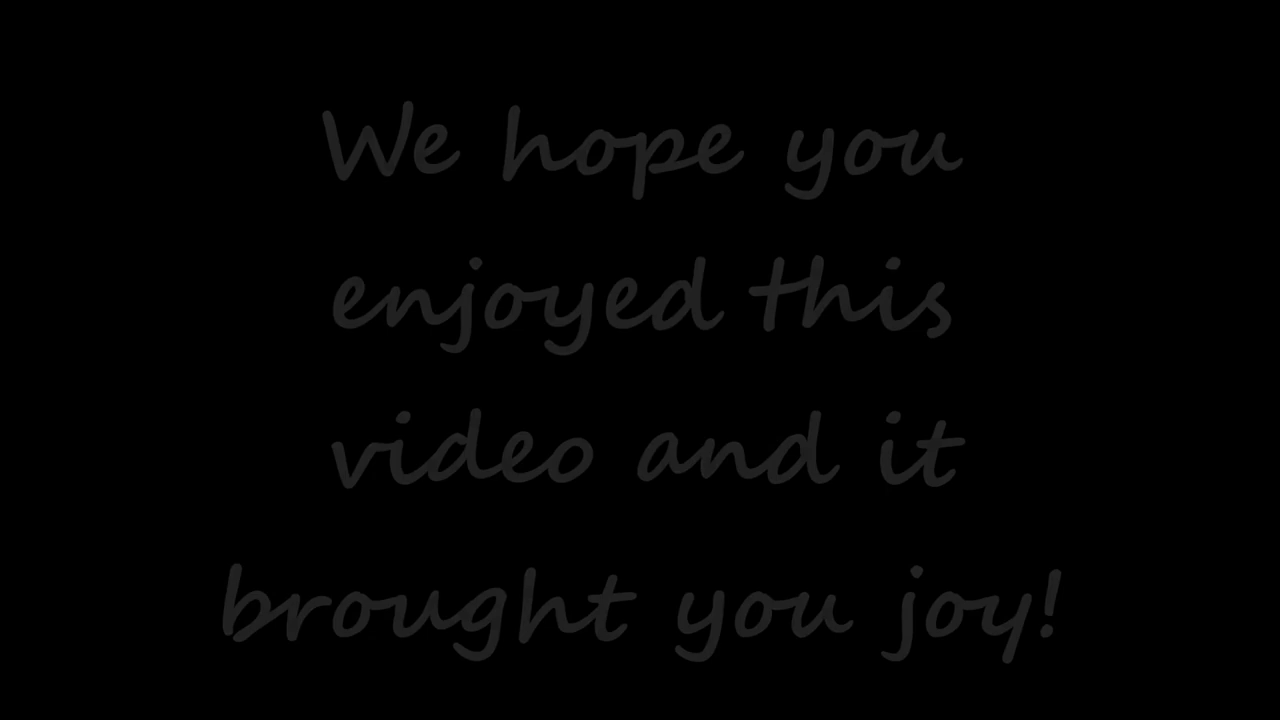 We hope you
enjoyed this
video and it
brought you joy!